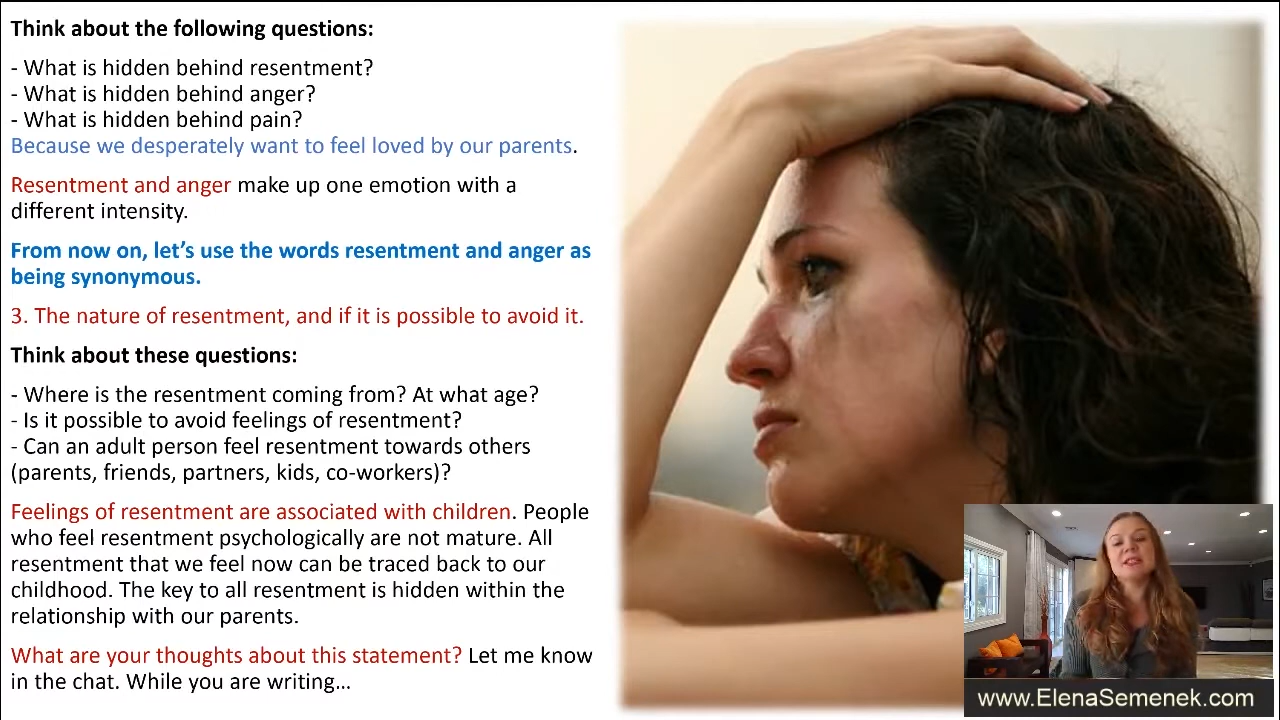 Think about the following questions:
- What is hidden behind resentment?
- What is hidden behind anger?
- What is hidden behind pain?
Because we desperately want to feel loved by our parents.
Resentment and anger make up one emotion with a
different intensity.
From now on, let’s use the words resentment and anger as
being synonymous.
3. The nature of resentment, and if it is possible to avoid it.
Think about these questions:
- Where is the resentment coming from? At what age?
- Is it possible to avoid feelings of resentment?
- Can an adult person feel resentment towards others
(parents, friends, partners, kids, co-workers)?
Feelings of resentment are associated with children. People
who feel resentment psychologically are not mature. All
resentment that we feel now can be traced back to our
childhood. The key to all resentment is hidden within the
relationship with our parents.
What are your thoughts about this statement? Let me know
in the chat. While you are writing...
www.ElenaSemenek.com